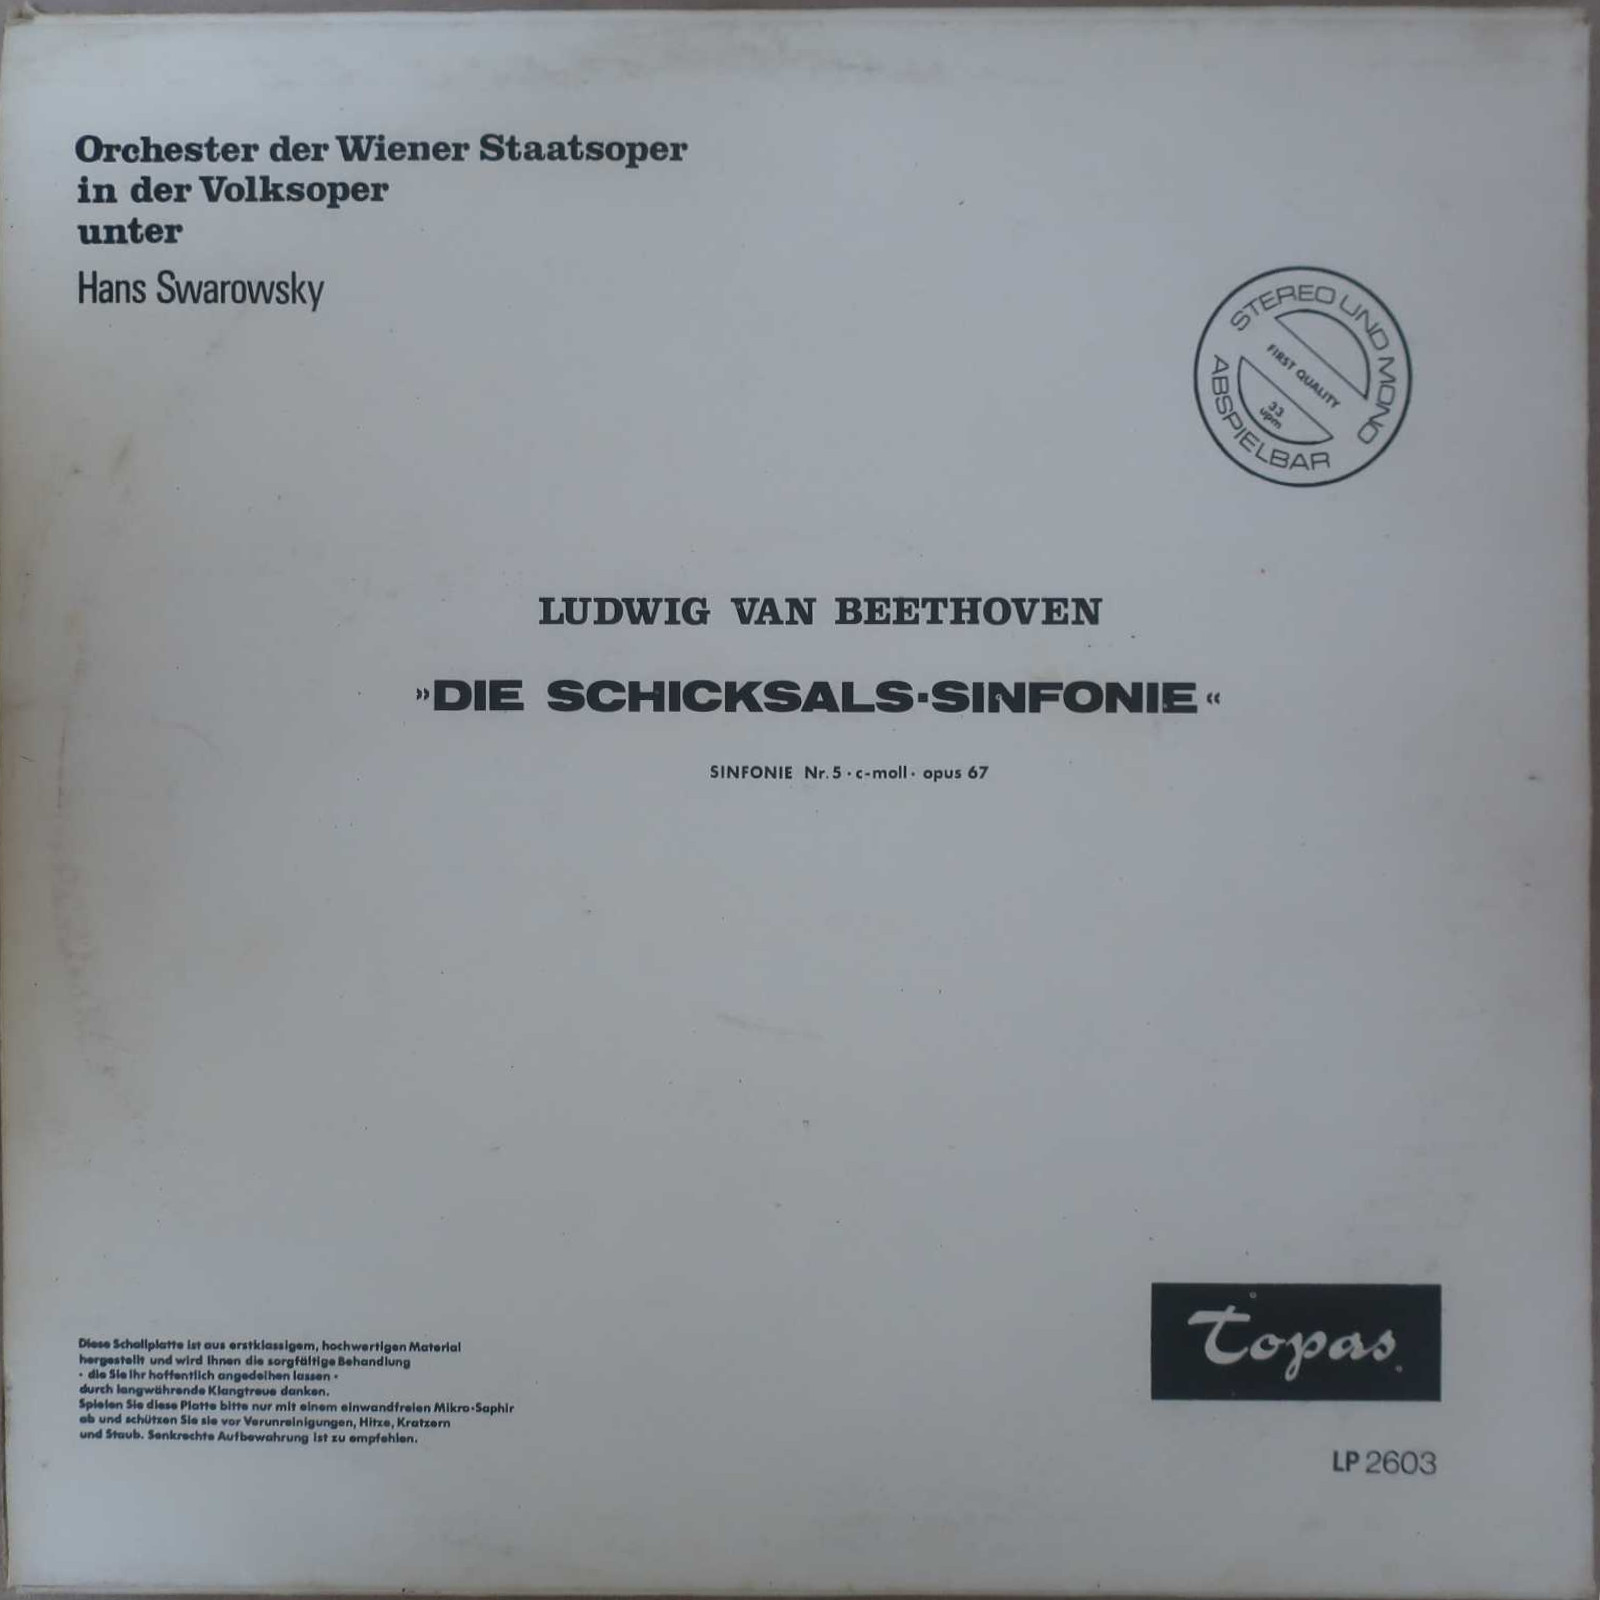 Orchester der Wiener Staatsoper
in der Volksoper
unter
Hans Swarowsky
STEREO UND MONO
ABSPIELBAR
FIRST QUALITY
33
upm
LUDWIG VAN BEETHOVEN
»DIE SCHICKSALS-SINFONIE«
SINFONIE Nr. 5 · c-moll · opus 67
Diese Schallplatte ist aus erstklassigem, hochwertigen Material
hergestellt und wird Ihnen die sorgfältige Behandlung
- die Sie ihr hoffentlich angedeihen lassen -
durch langwährende Klangtreue danken.
Spielen Sie diese Platte bitte nur mit einem einwandfreien Mikro-Saphir
ab und schützen Sie sie vor Verunreinigungen, Hitze, Kratzern
und Staub. Senkrechte Aufbewahrung ist zu empfehlen.
topas
LP 2603